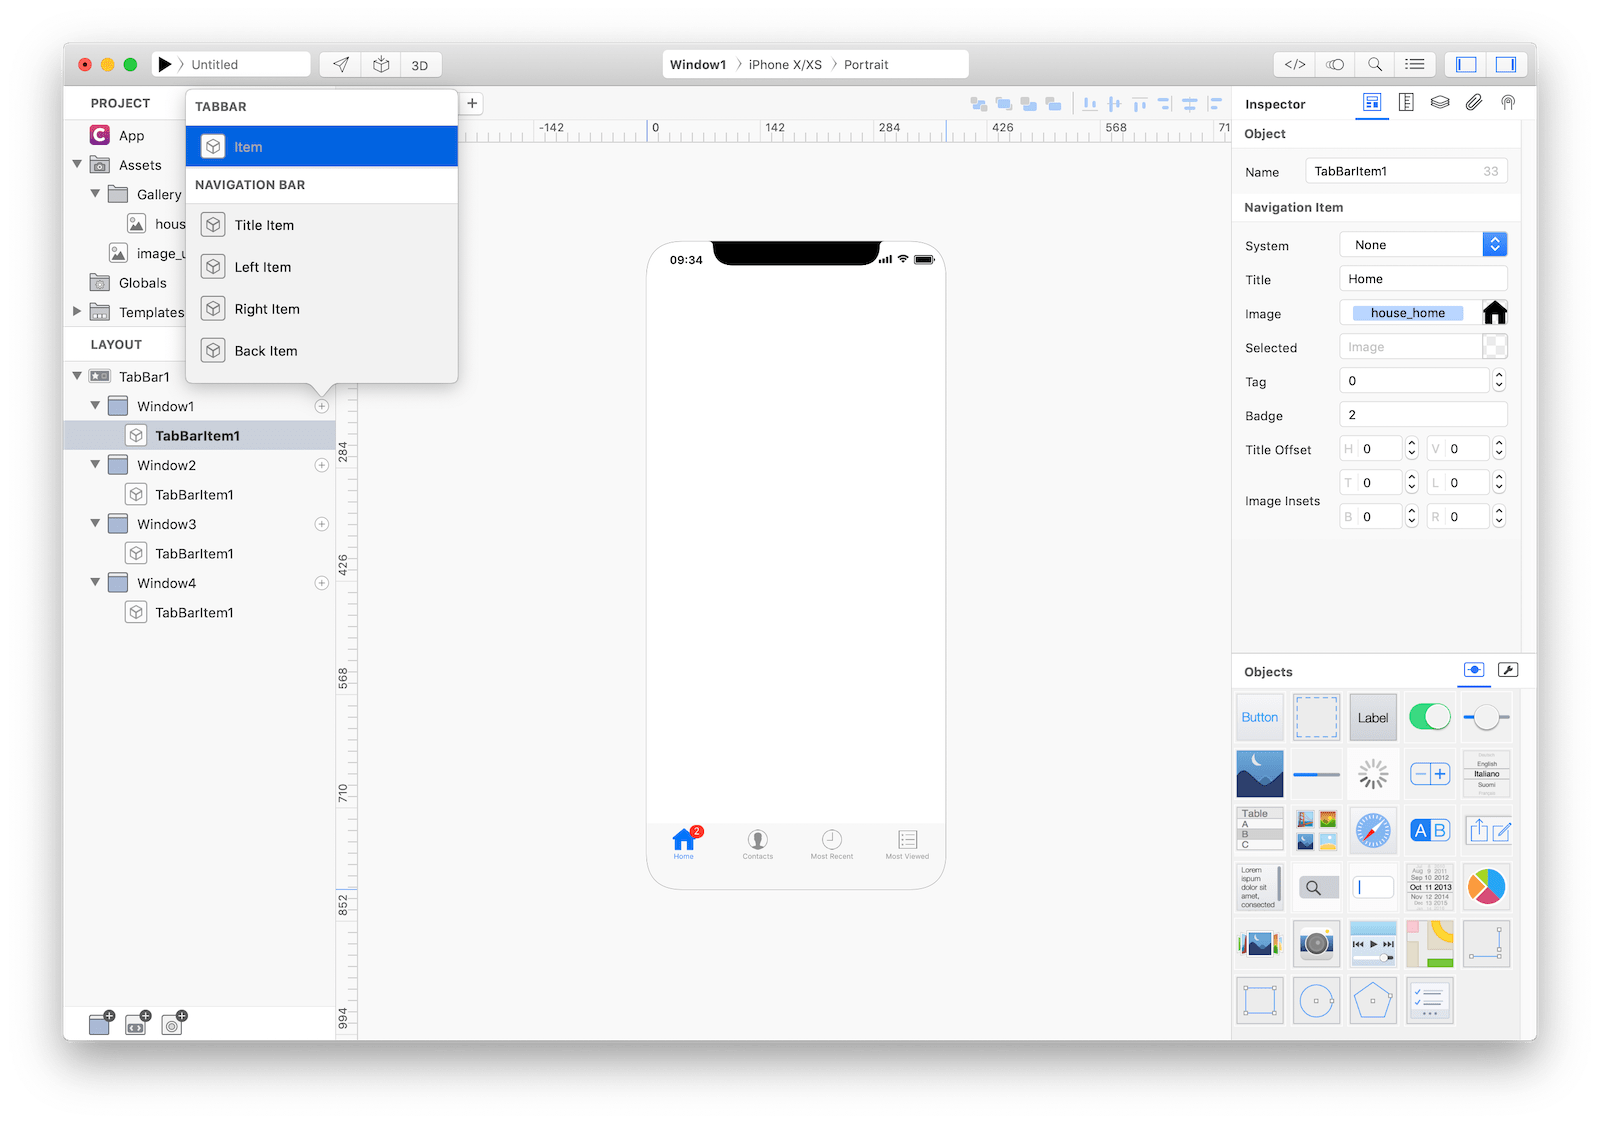 Untitled
3D
Window1 〉 iPhone X/XS 〉 Portrait
</>
PROJECT
App
Assets
Gallery
hous
image_u
Globals
Templates
TABBAR
Item
NAVIGATION BAR
Title Item
Left Item
Right Item
Back Item
LAYOUT
TabBar1
Window1
TabBarItem1
Window2
TabBarItem1
Window3
TabBarItem1
Window4
TabBarItem1
+
-142 0 142 284 426 568 71
284
426
568
710
852
994
09:34
2
Home
Contacts
Most Recent
Most Viewed
Inspector
Object
Name TabBarItem1 33
Navigation Item
System None
Title Home
Image house_home
Selected Image
Tag 0
Badge 2
Title Offset H 0 V 0
T 0 L 0
Image Insets
B 0 R 0
Objects
Button
Label
English
Italiano
Suomi
Table
A
B
C
A B
Lorem
ipsum
dolor sit
amet,
consected
Aug 9 2011
Sep 10 2012
Oct 11 2013
Nov 12 2014
Dec 13 2015